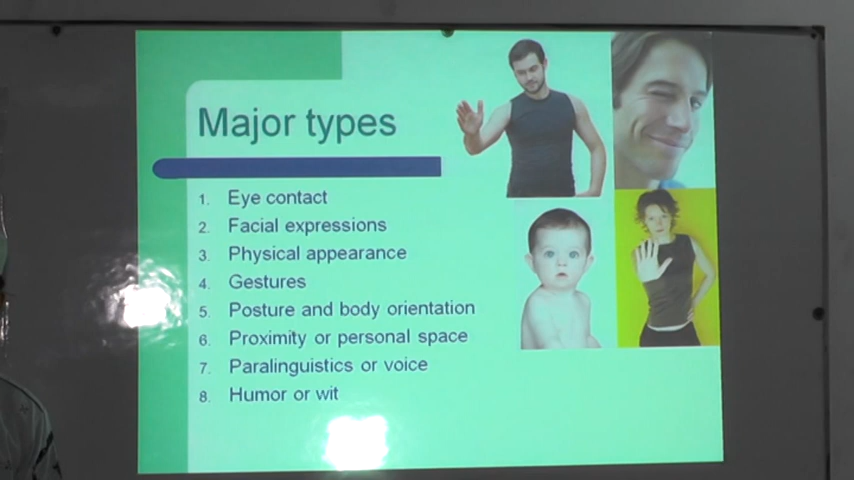 Major types
1. Eye contact
2. Facial expressions
3. Physical appearance
4. Gestures
5. Posture and body orientation
6. Proximity or personal space
7. Paralinguistics or voice
8. Humor or wit